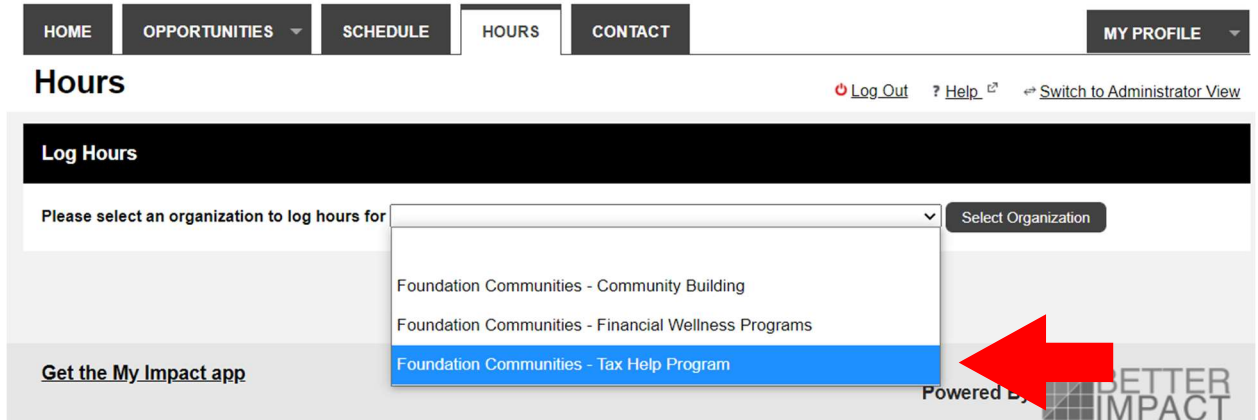 HOME OPPORTUNITIES SCHEDULE HOURS CONTACT MY PROFILE
Hours
Log Out ? Help Switch to Administrator View
Log Hours
Please select an organization to log hours for Select Organization
Foundation Communities - Community Building
Foundation Communities - Financial Wellness Programs
Foundation Communities - Tax Help Program
Get the My Impact app
Powered By
BETTER
IMPACT